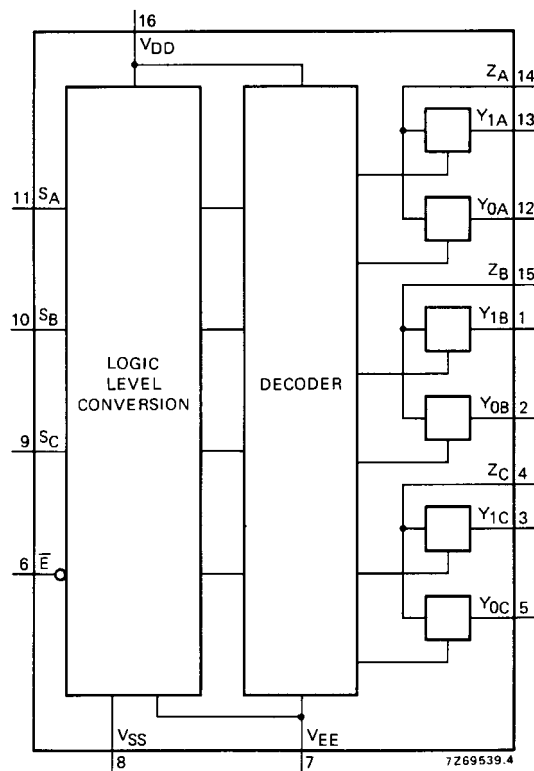 16
VDD
ZA 14
Y1A 13
11 SA
Y0A 12
ZB 15
10 SB
Y1B 1
LOGIC
LEVEL
CONVERSION
DECODER
Y0B 2
9 SC
ZC 4
Y1C 3
6 E̅
Y0C 5
VSS
VEE
8
7
7Z69539.4